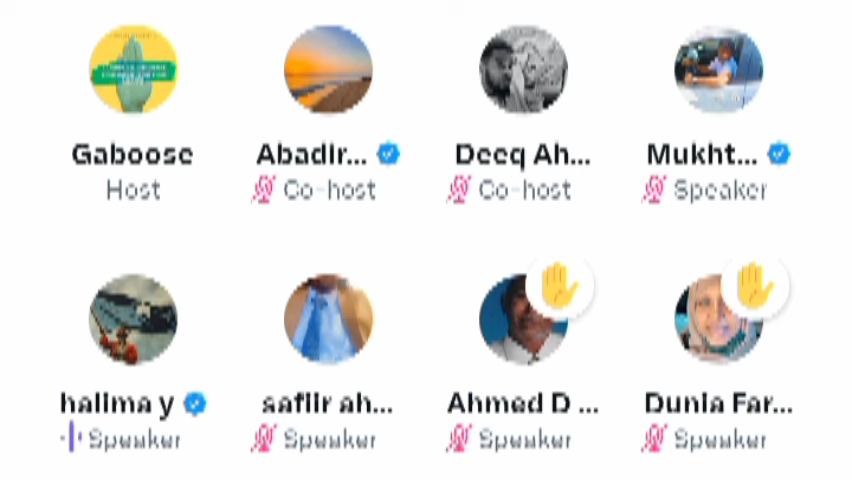 Gaboose
Host
Abadir...
Co-host
Deeq Ah...
Co-host
Mukht...
Speaker
halima y
Speaker
safiir ah...
Speaker
Ahmed D ...
Speaker
Dunia Far...
Speaker